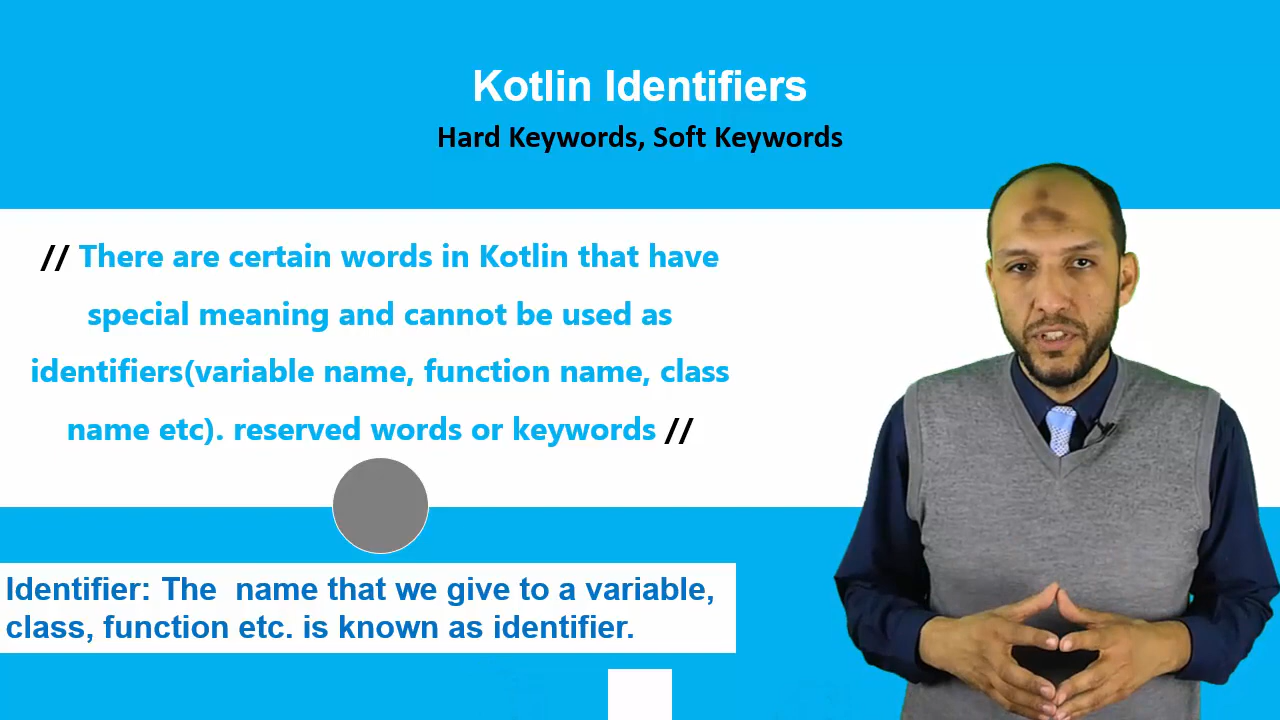 Kotlin Identifiers
Hard Keywords, Soft Keywords
// There are certain words in Kotlin that have
special meaning and cannot be used as
identifiers(variable name, function name, class
name etc). reserved words or keywords //
Identifier: The  name that we give to a variable,
class, function etc. is known as identifier.